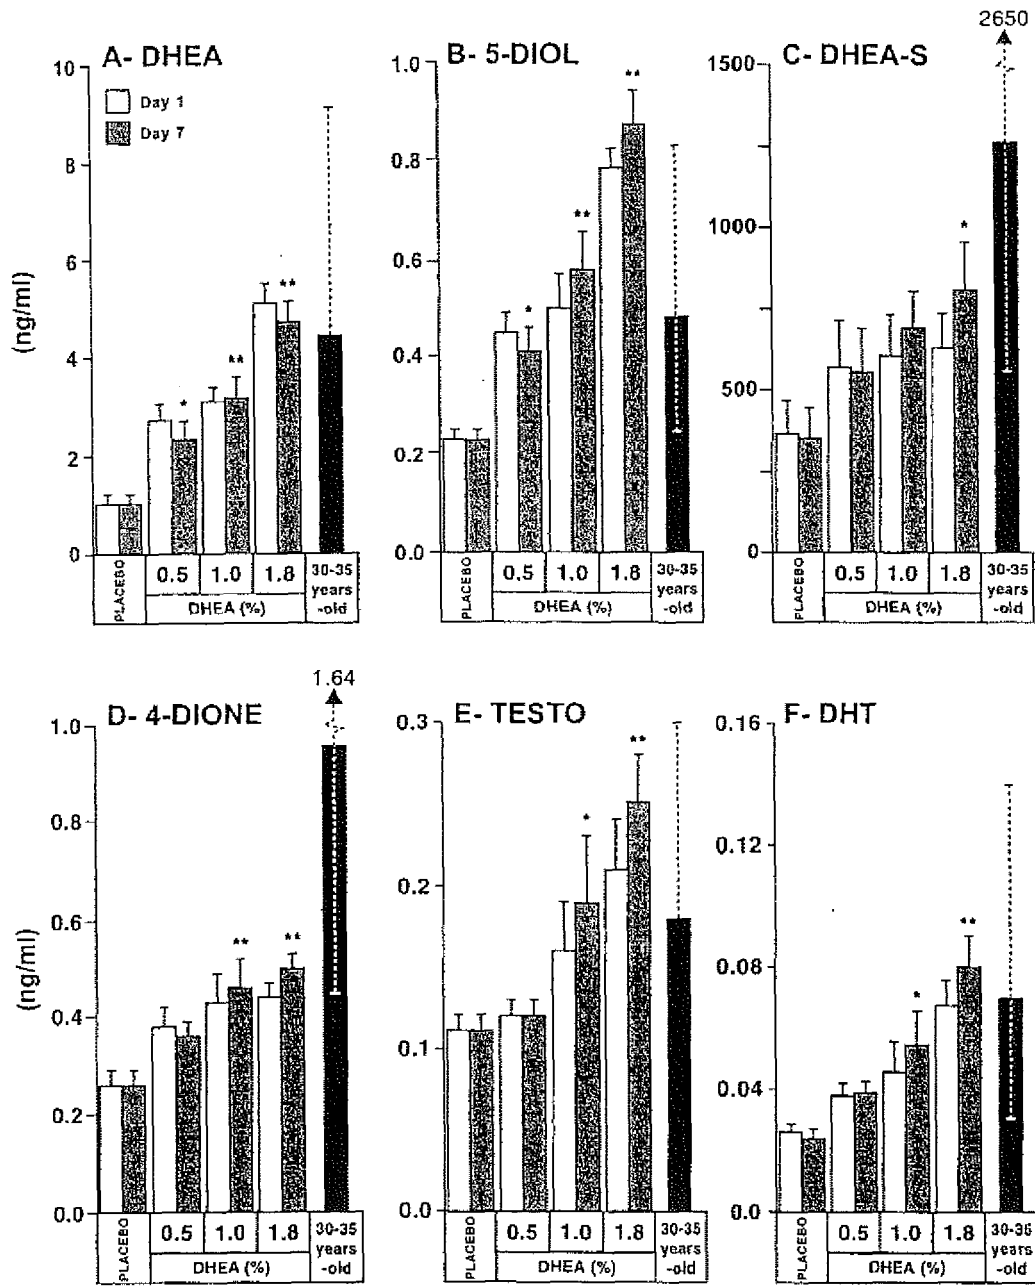 2650
A- DHEA
B- 5-DIOL
C- DHEA-S
10
8
6
4
2
0
(ng/ml)
Day 1
Day 7
* ** **
PLACEBO
0.5 1.0 1.8
DHEA (%)
30-35
years
-old
1.0
0.8
0.6
0.4
0.2
0.0
* ** **
PLACEBO
0.5 1.0 1.8
DHEA (%)
30-35
years
-old
1500
1000
500
0
*
PLACEBO
0.5 1.0 1.8
DHEA (%)
30-35
years
-old
1.64
D- 4-DIONE
E- TESTO
F- DHT
1.0
0.8
0.6
0.4
0.2
0.0
(ng/ml)
** **
PLACEBO
0.5 1.0 1.8
DHEA (%)
30-35
years
-old
0.3
0.2
0.1
0.0
* **
PLACEBO
0.5 1.0 1.8
DHEA (%)
30-35
years
-old
0.16
0.12
0.08
0.04
0.0
* **
PLACEBO
0.5 1.0 1.8
DHEA (%)
30-35
years
-old